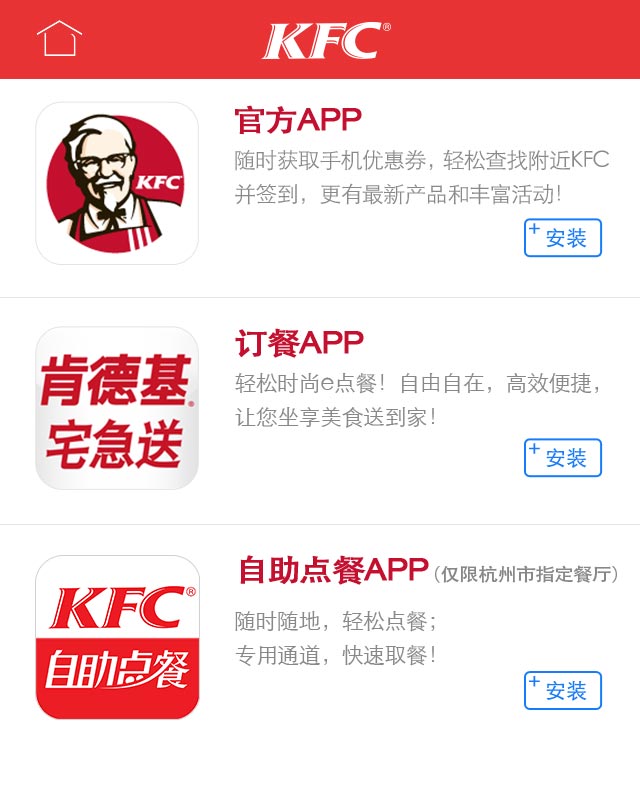 KFC®
KFC
官方APP
随时获取手机优惠券，轻松查找附近KFC
并签到，更有最新产品和丰富活动！
+安装
肯德基®
宅急送
订餐APP
轻松时尚e点餐！自由自在，高效便捷，
让您坐享美食送到家！
+安装
KFC®
自助点餐
自助点餐APP（仅限杭州市指定餐厅）
随时随地，轻松点餐；
专用通道，快速取餐！
+安装